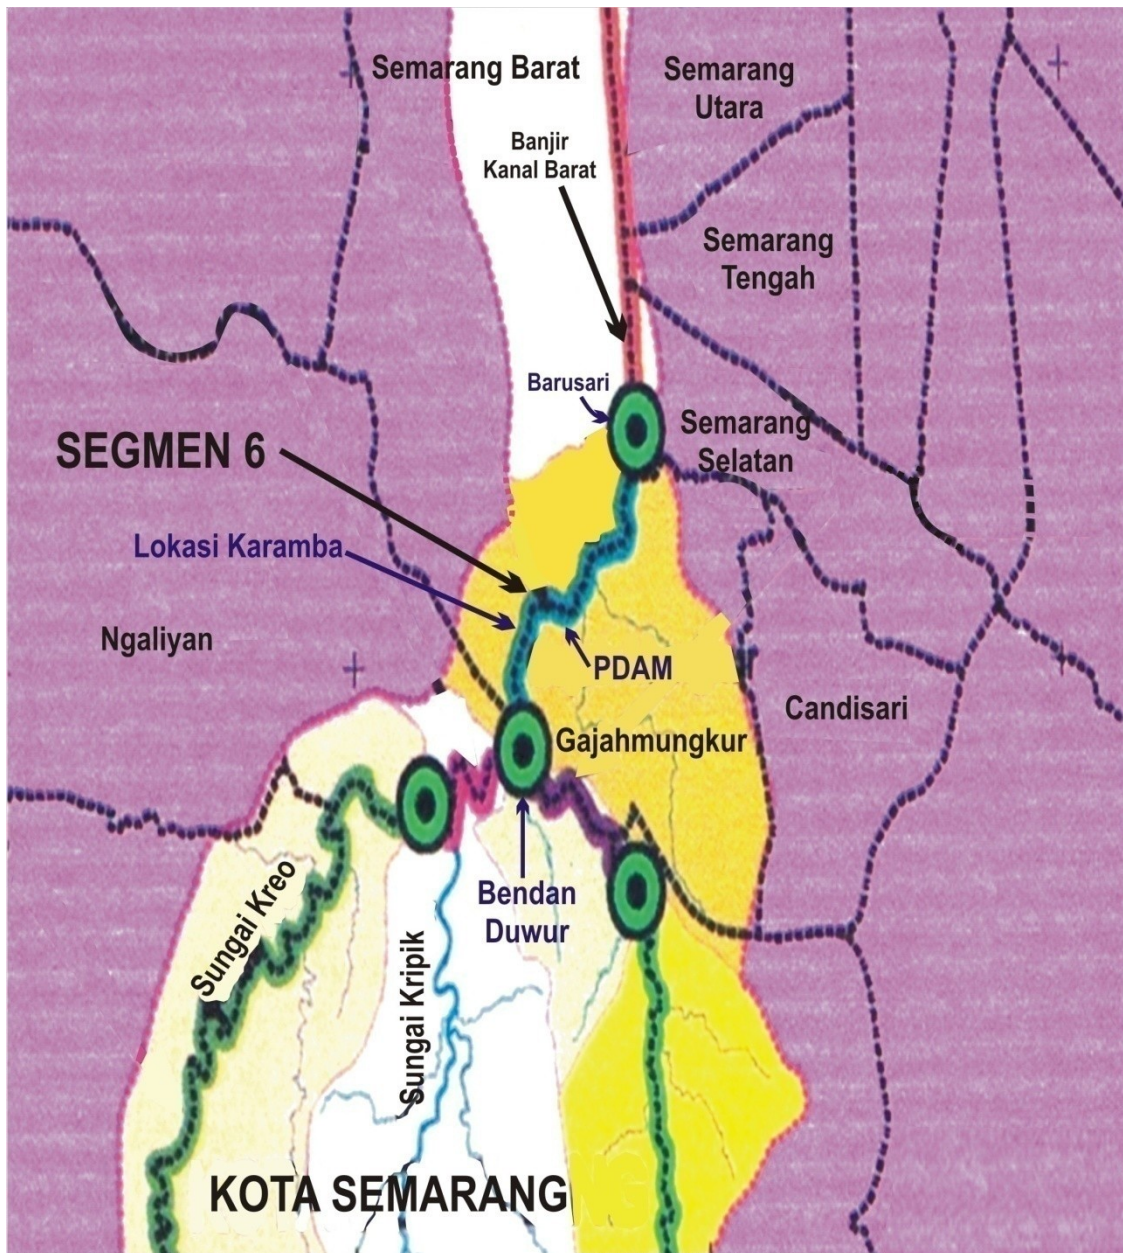 Semarang Barat
Semarang
Utara
Banjir
Kanal Barat
Semarang
Tengah
Barusari
Semarang
Selatan
SEGMEN 6
Lokasi Karamba
Ngaliyan
PDAM
Candisari
Gajahmungkur
Bendan
Duwur
Sungai Kreo
Sungai Kripik
KOTA SEMARANG